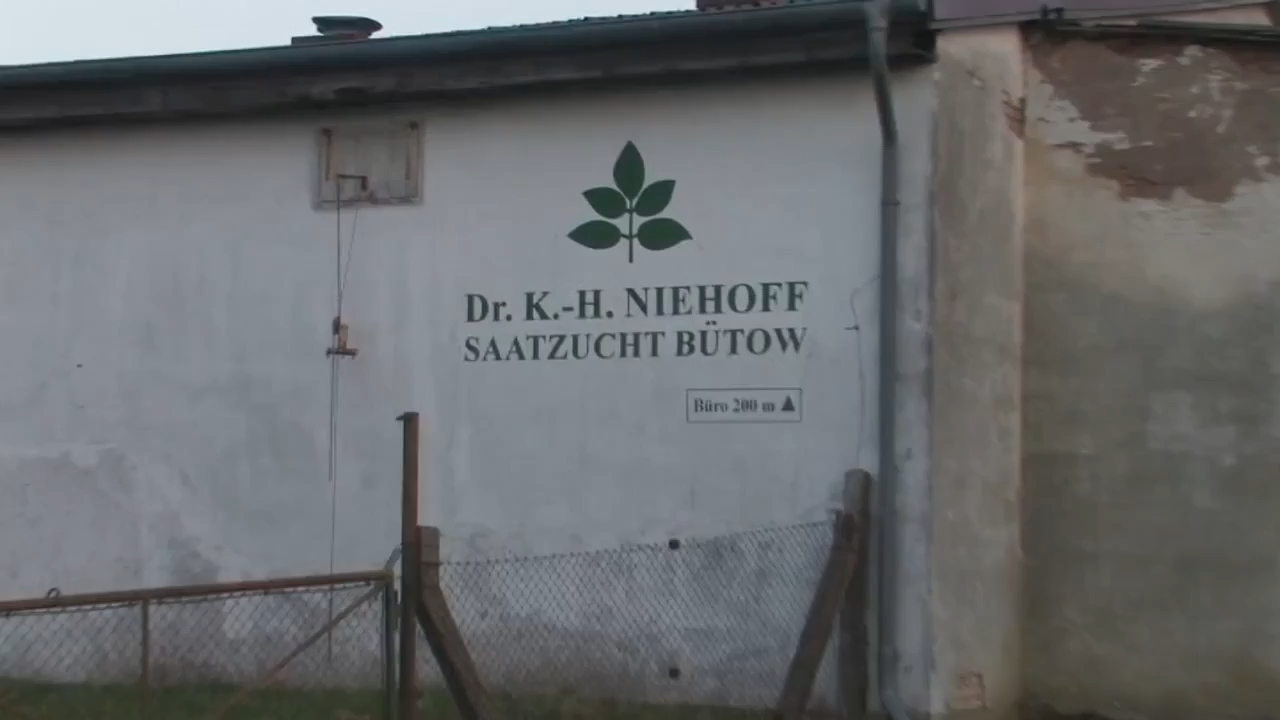 Dr. K.-H. NIEHOFF
SAATZUCHT BÜTOW
Büro 200 m ▲